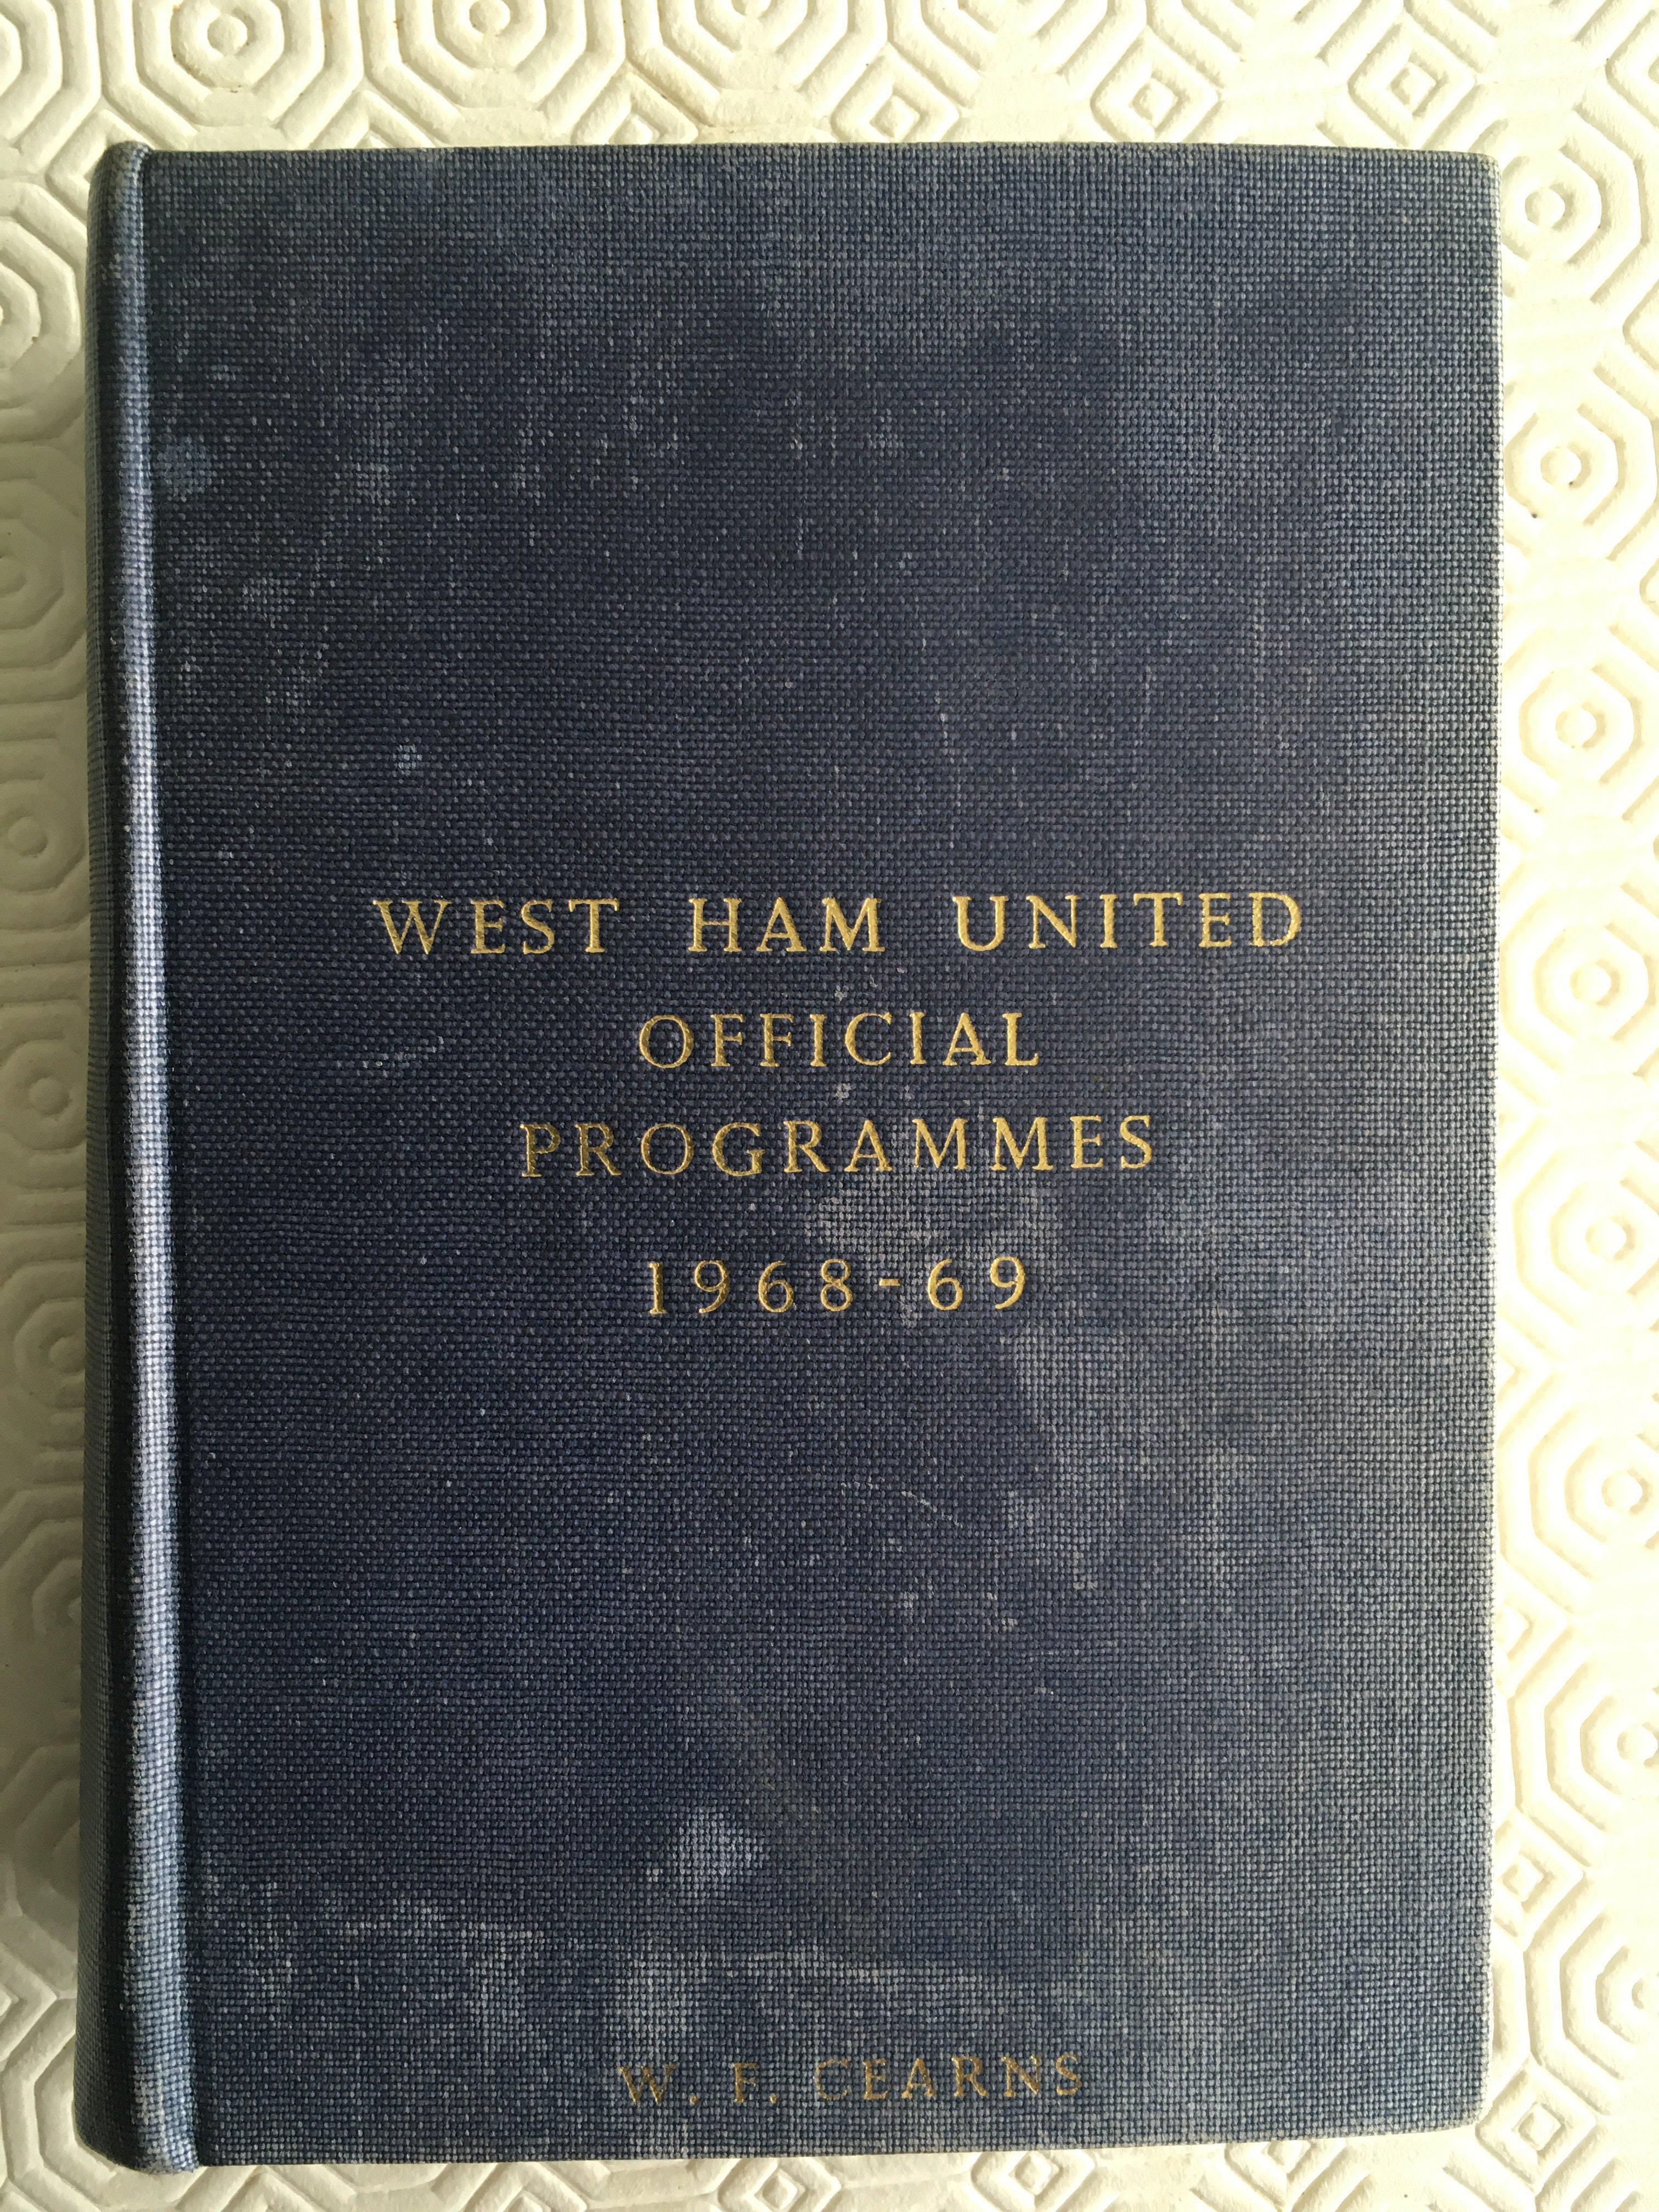 WEST HAM UNITED
OFFICIAL
PROGRAMMES
1968-69
W. F. CEARNS